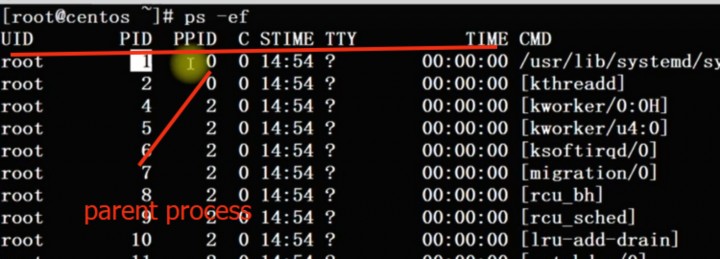 [root@centos ~]# ps -ef
UID PID PPID C STIME TTY TIME CMD
root 1 0 0 14:54 ? 00:00:00 /usr/lib/systemd/sy
root 2 0 0 14:54 ? 00:00:00 [kthreadd]
root 4 2 0 14:54 ? 00:00:00 [kworker/0:0H]
root 5 2 0 14:54 ? 00:00:00 [kworker/u4:0]
root 6 2 0 14:54 ? 00:00:00 [ksoftirqd/0]
root 7 2 0 14:54 ? 00:00:00 [migration/0]
root 8 2 0 14:54 ? 00:00:00 [rcu_bh]
parent process
root 9 2 0 14:54 ? 00:00:00 [rcu_sched]
root 10 2 0 14:54 ? 00:00:00 [lru-add-drain]